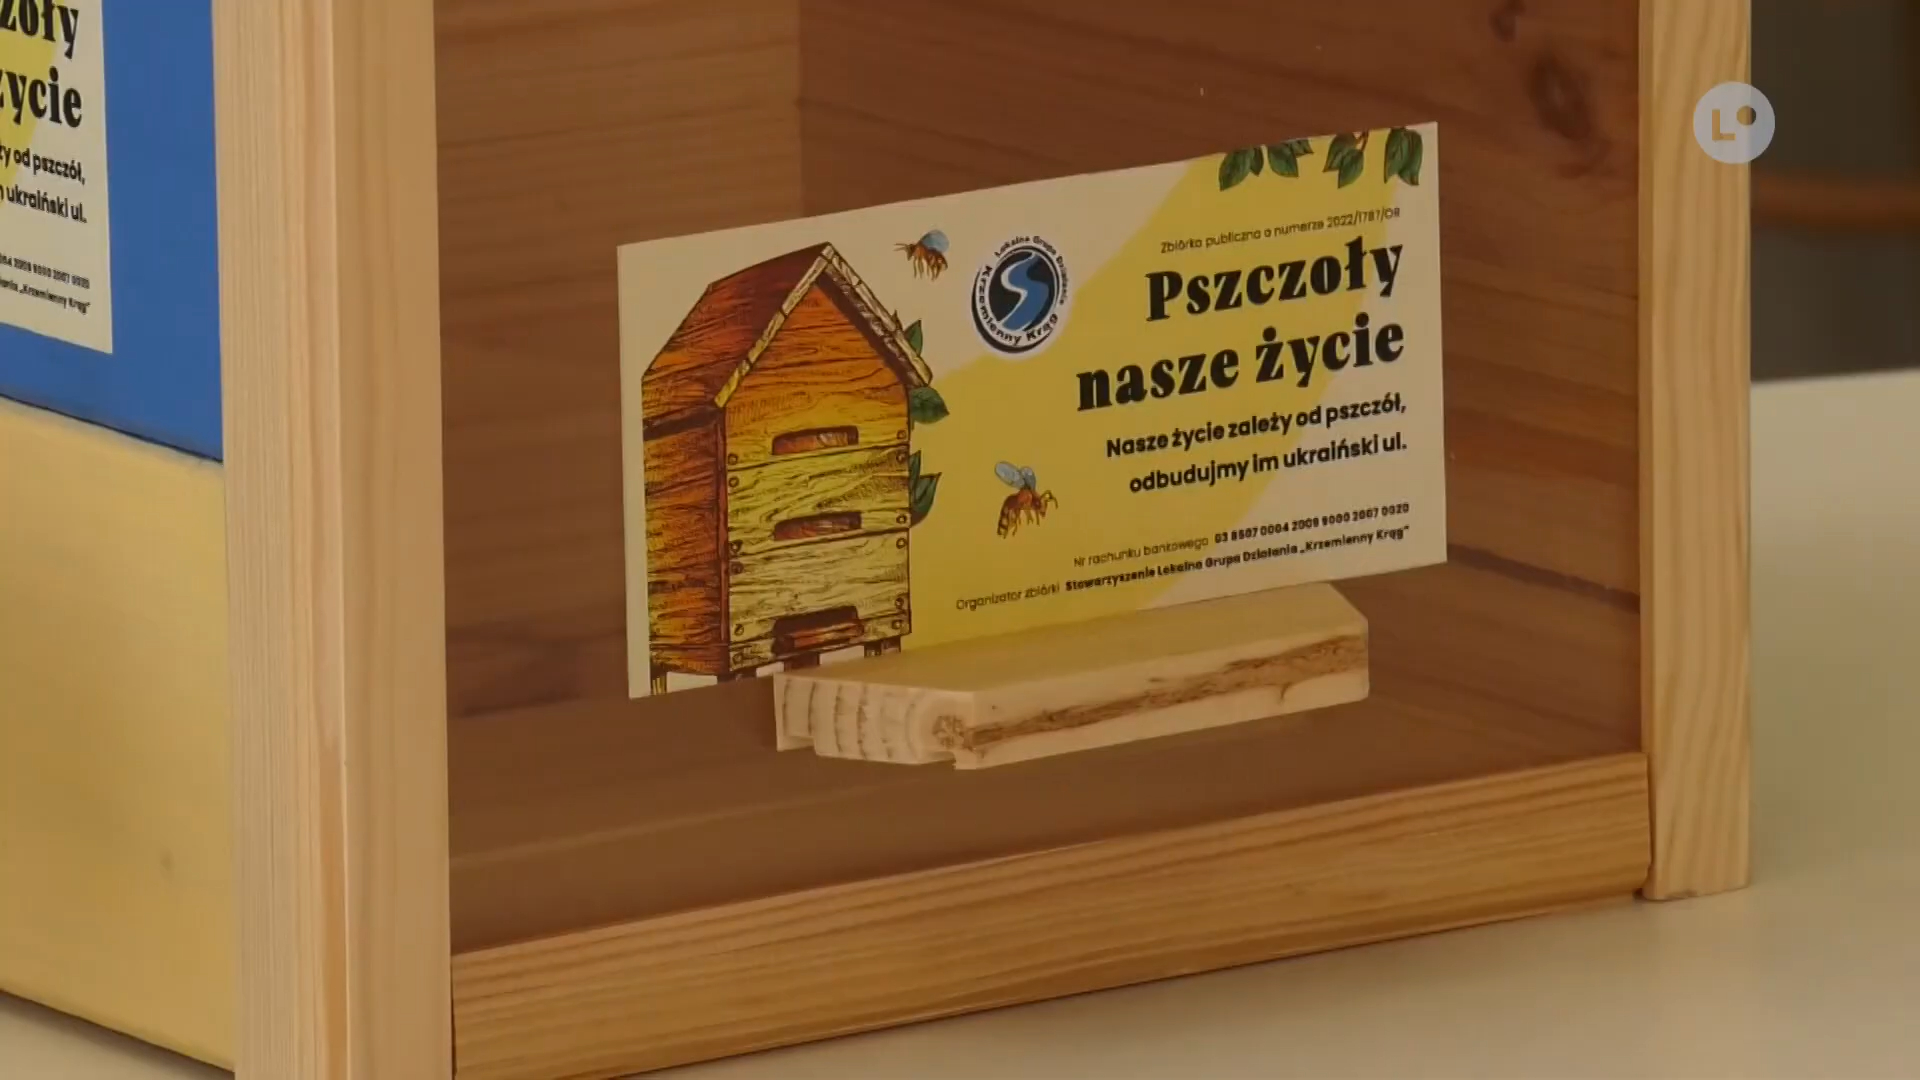 zoły
życie
ży od pszczół,
ukraiński ul.
Lokalna Grupa Działania
Krzemienny Krąg
Zbiórka publiczna o numerze 2022/1787/OR
Pszczoły
nasze życie
Nasze życie zależy od pszczół,
odbudujmy im ukraiński ul.
Nr rachunku bankowego 03 8507 0004 2009 9000 2007 0020
Organizator zbiórki Stowarzyszenie Lokalna Grupa Działania „Krzemienny Krąg”
L